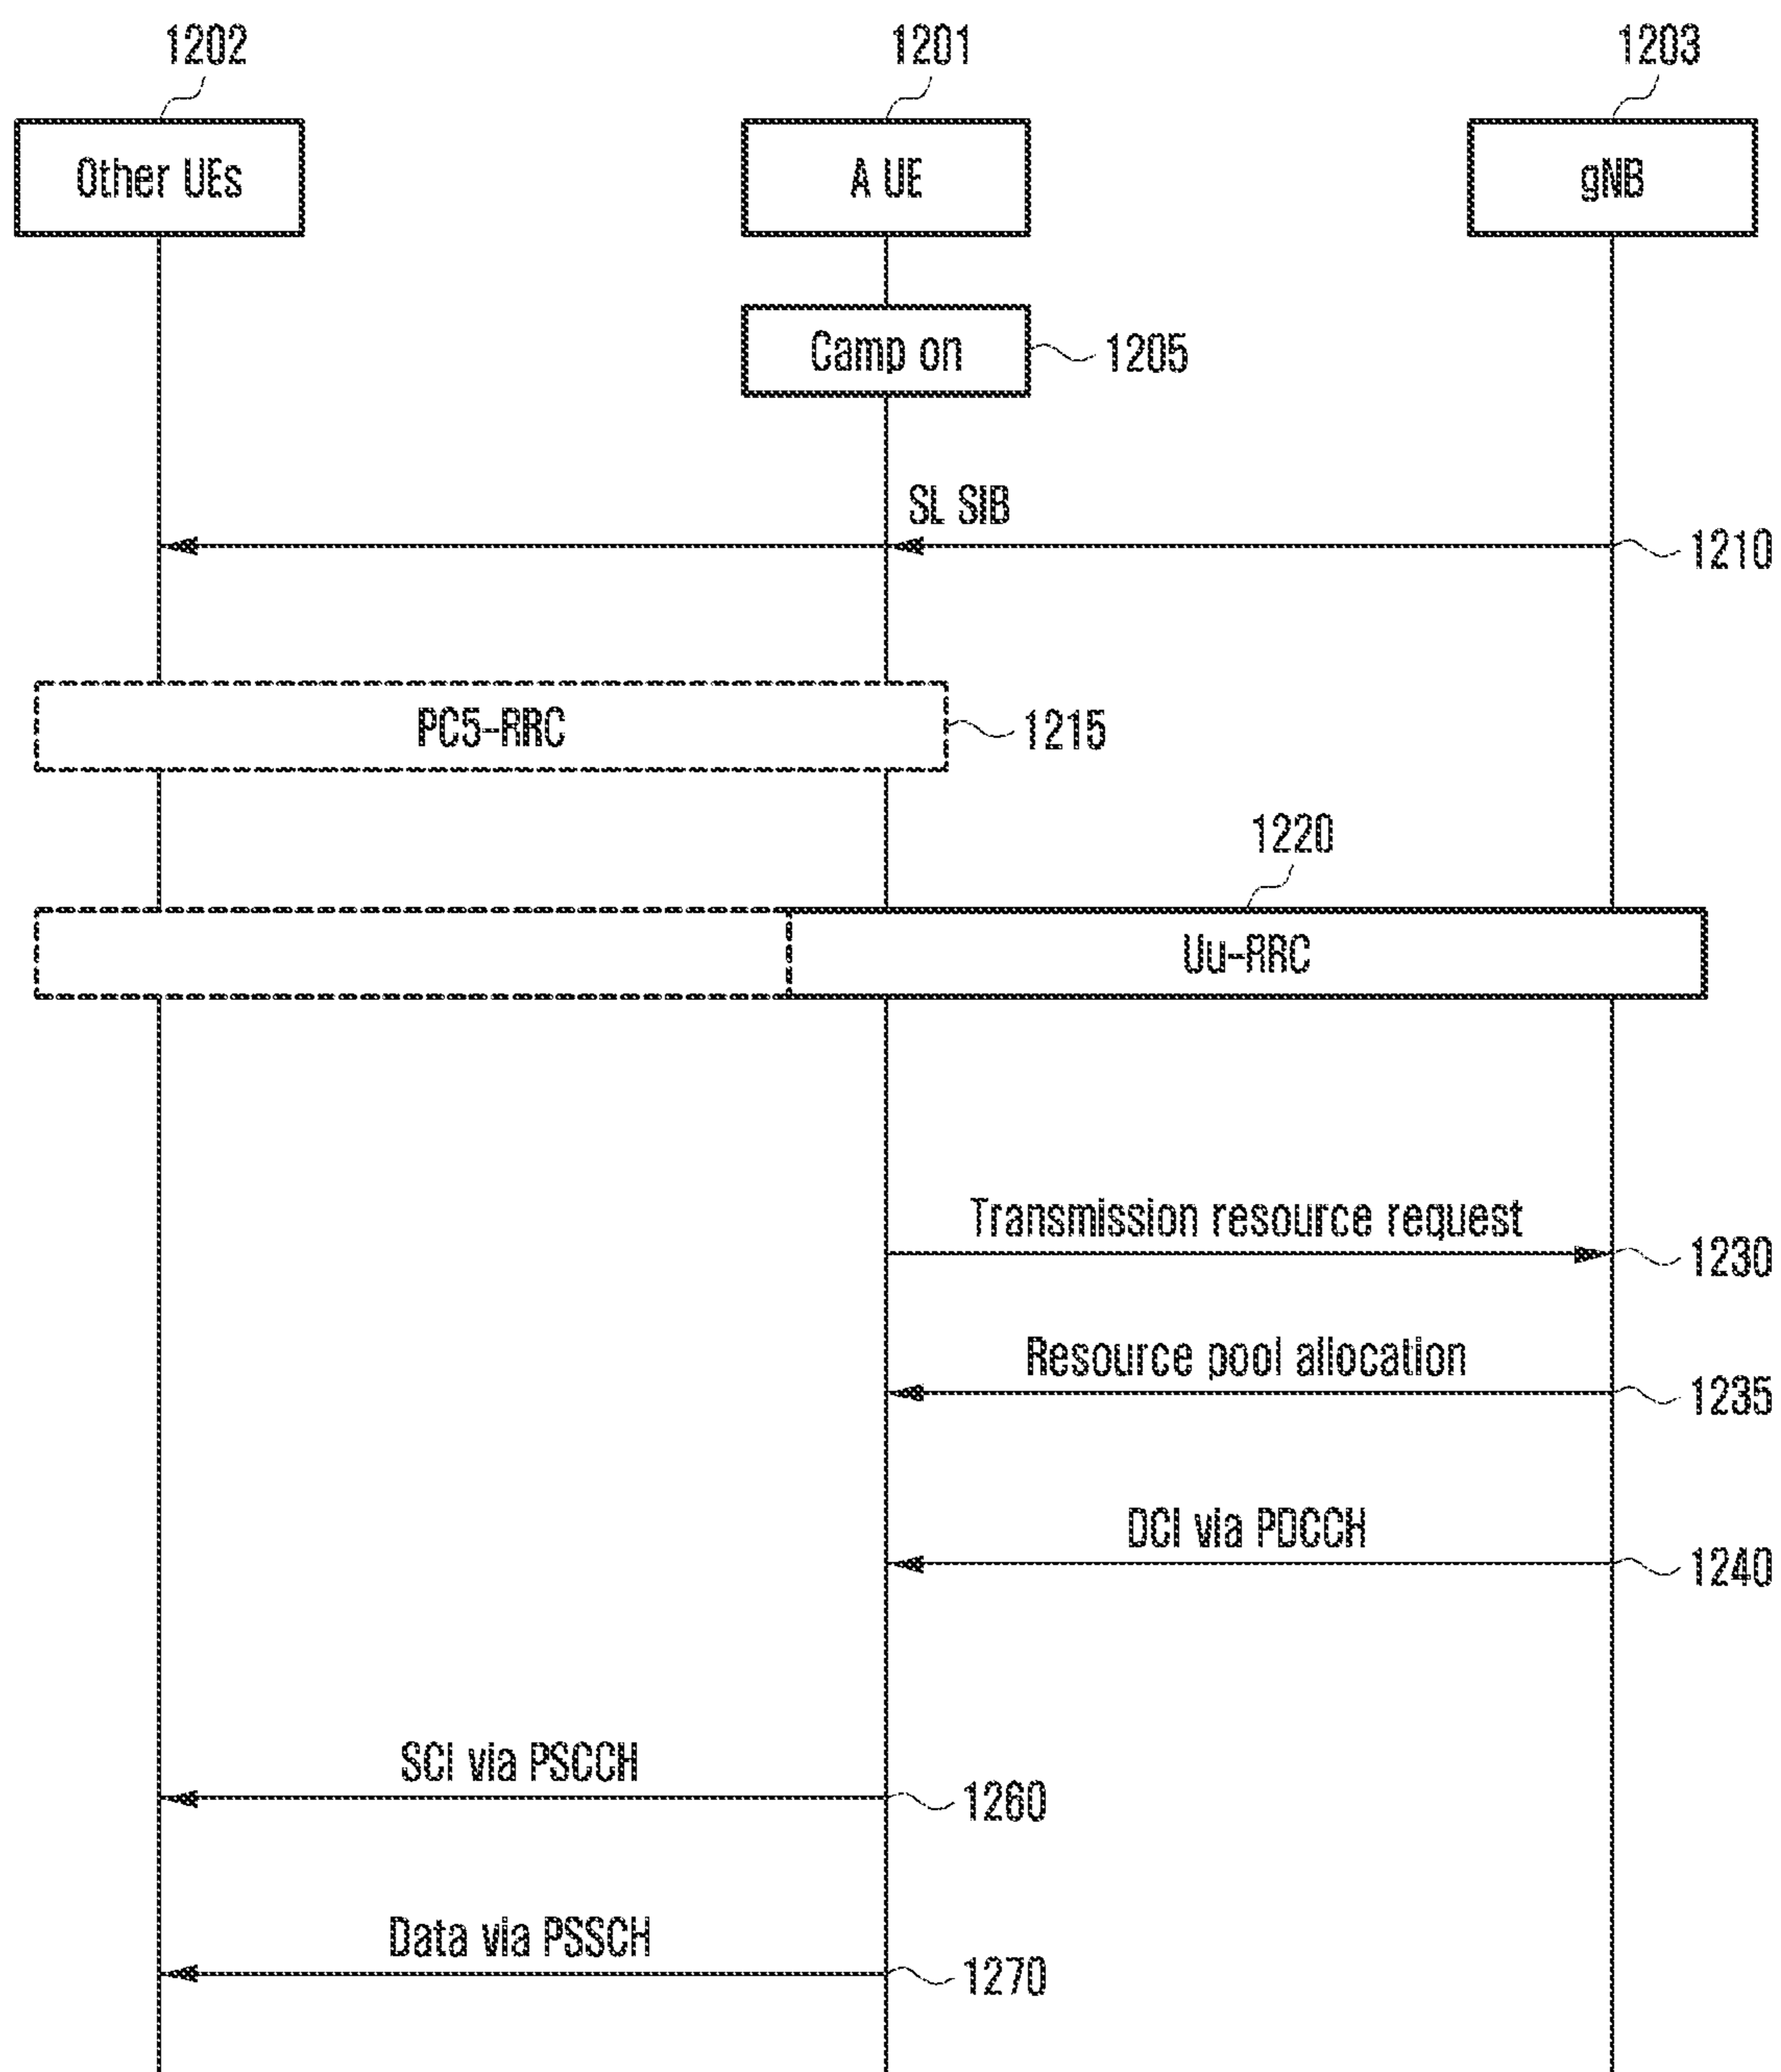 1202
1201
1203
Other UEs
A UE
gNB
Camp on
1205
SL SIB
1210
PC5-RRC
1215
1220
Uu-RRC
Transmission resource request
1230
Resource pool allocation
1235
DCI via PDCCH
1240
SCI via PSCCH
1260
Data via PSSCH
1270